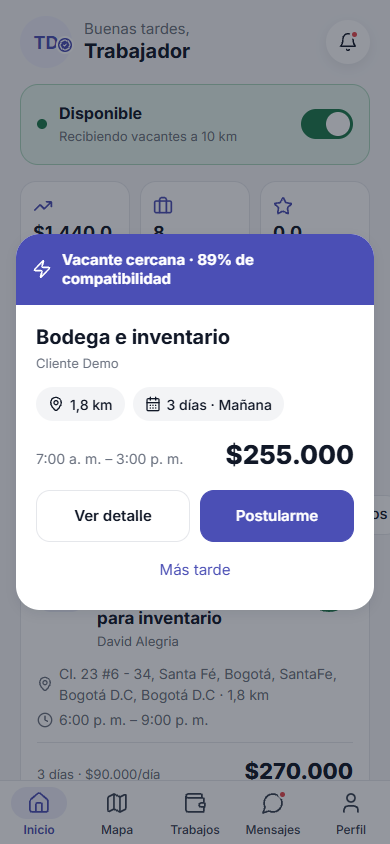 TD
Buenas tardes,
Trabajador
Disponible
Recibiendo vacantes a 10 km
$1.440.0
8
0.0
Vacante cercana · 89% de
compatibilidad
Bodega e inventario
Cliente Demo
1,8 km
3 días · Mañana
7:00 a. m. – 3:00 p. m.
$255.000
Ver detalle
Postularme
os
Más tarde
para inventario
David Alegria
Cl. 23 #6 - 34, Santa Fé, Bogotá, SantaFe,
Bogotá D.C, Bogotá D.C · 1,8 km
6:00 p. m. – 9:00 p. m.
3 días · $90.000/día
$270.000
Inicio
Mapa
Trabajos
Mensajes
Perfil